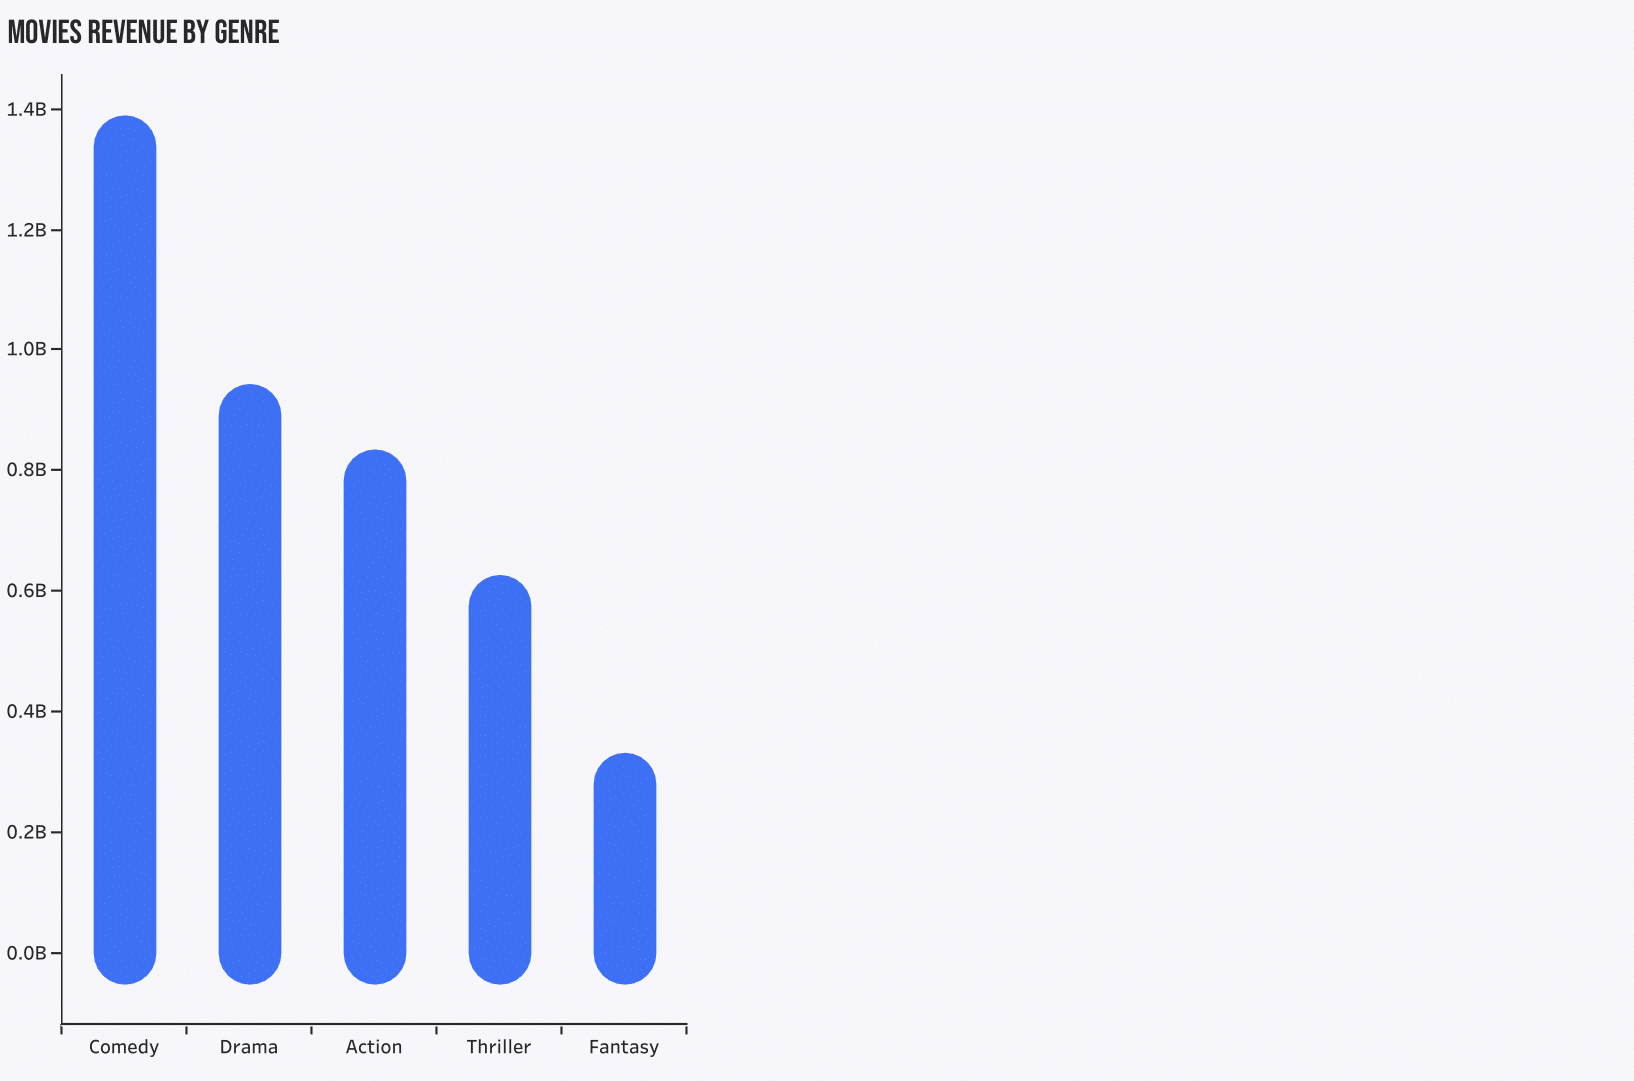 MOVIES REVENUE BY GENRE
1.4B
1.2B
1.0B
0.8B
0.6B
0.4B
0.2B
0.0B
Comedy Drama Action Thriller Fantasy